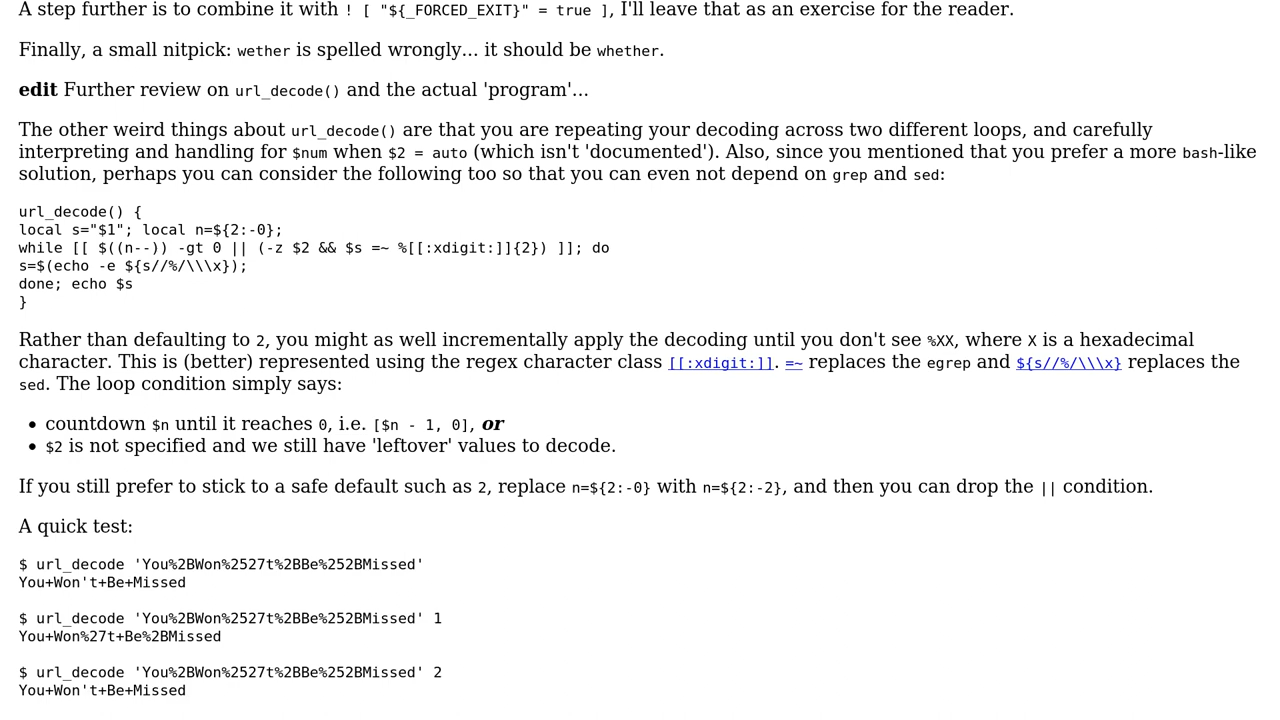 A step further is to combine it with ! [ "${_FORCED_EXIT}" = true ], I'll leave that as an exercise for the reader.
Finally, a small nitpick: wether is spelled wrongly... it should be whether.
edit Further review on url_decode() and the actual 'program'...
The other weird things about url_decode() are that you are repeating your decoding across two different loops, and carefully
interpreting and handling for $num when $2 = auto (which isn't 'documented'). Also, since you mentioned that you prefer a more bash-like
solution, perhaps you can consider the following too so that you can even not depend on grep and sed:
url_decode() {
local s="$1"; local n=${2:-0};
while [[ $((n--)) -gt 0 || (-z $2 && $s =~ %[[:xdigit:]]{2}) ]]; do
s=$(echo -e ${s//%/\\\x});
done; echo $s
}
Rather than defaulting to 2, you might as well incrementally apply the decoding until you don't see %XX, where X is a hexadecimal
character. This is (better) represented using the regex character class [[:xdigit:]]. =~ replaces the egrep and ${s//%/\\\x} replaces the
sed. The loop condition simply says:
• countdown $n until it reaches 0, i.e. [$n - 1, 0], or
• $2 is not specified and we still have 'leftover' values to decode.
If you still prefer to stick to a safe default such as 2, replace n=${2:-0} with n=${2:-2}, and then you can drop the || condition.
A quick test:
$ url_decode 'You%2BWon%2527t%2BBe%252BMissed'
You+Won't+Be+Missed
$ url_decode 'You%2BWon%2527t%2BBe%252BMissed' 1
You+Won%27t+Be%2BMissed
$ url_decode 'You%2BWon%2527t%2BBe%252BMissed' 2
You+Won't+Be+Missed